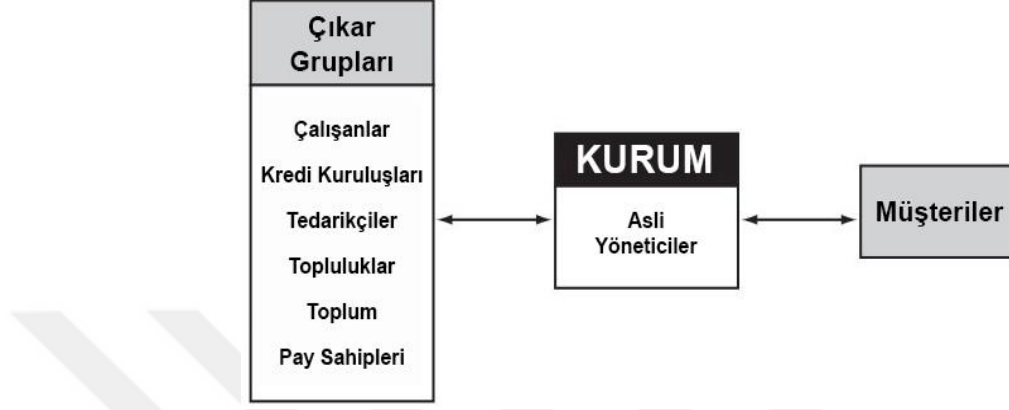 Çıkar
Grupları
Çalışanlar
Kredi Kuruluşları
Tedarikçiler
Topluluklar
Toplum
Pay Sahipleri
KURUM
Asli
Yöneticiler
Müşteriler